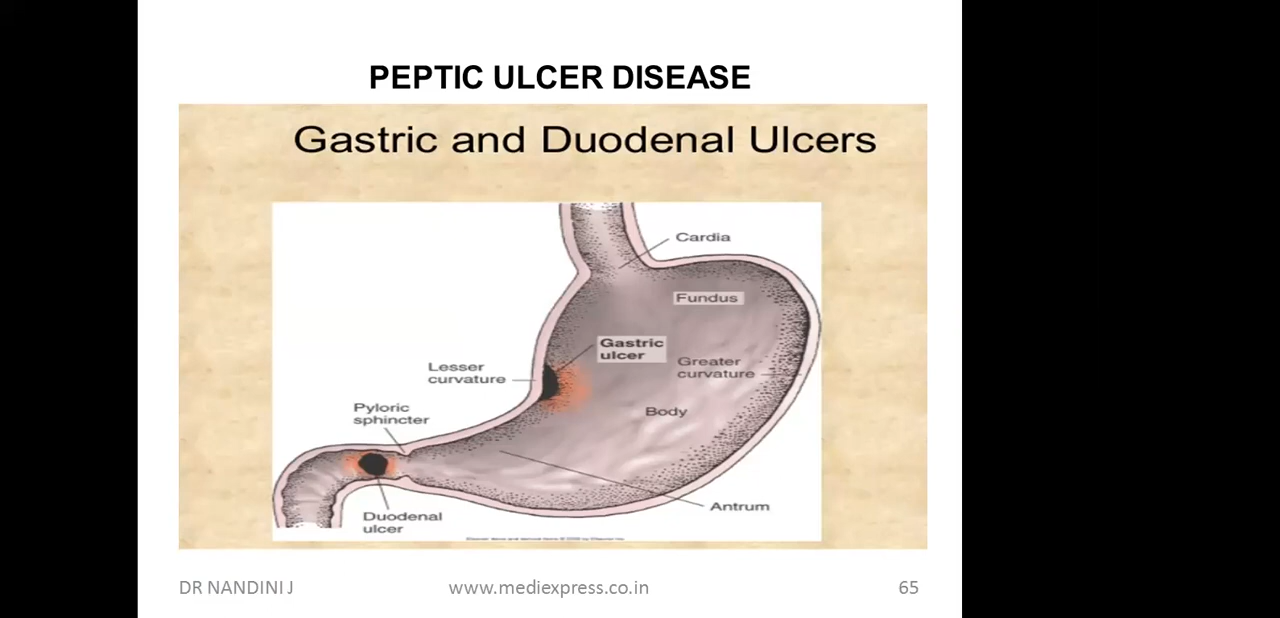 PEPTIC ULCER DISEASE
Gastric and Duodenal Ulcers
Cardia
Fundus
Gastric
ulcer
Greater
curvature
Lesser
curvature
Body
Pyloric
sphincter
Antrum
Duodenal
ulcer
DR NANDINI J
www.mediexpress.co.in
65